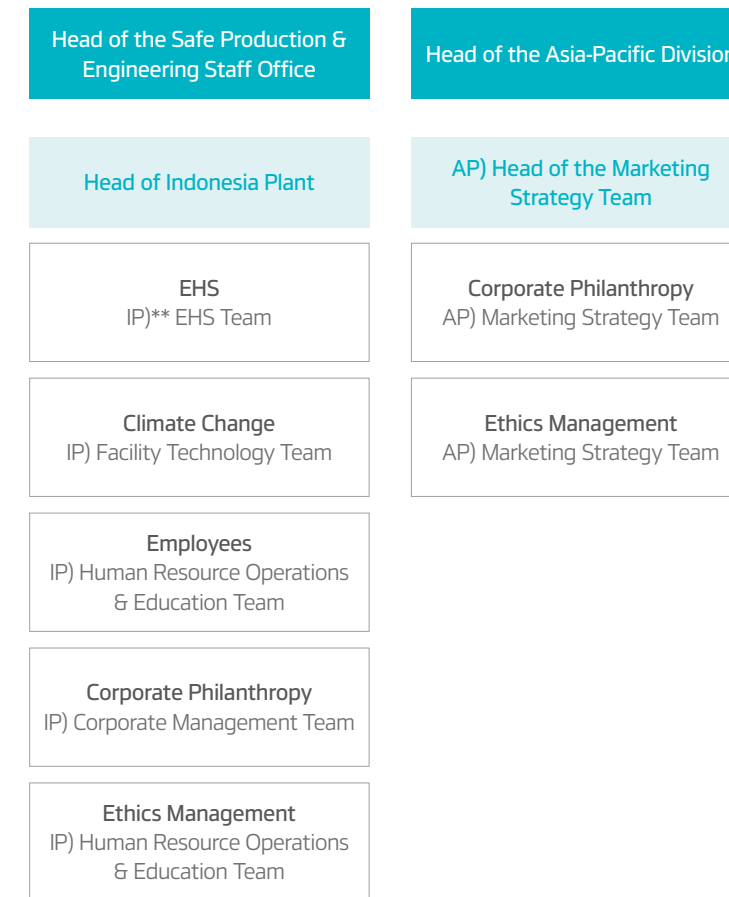 Head of the Safe Production &
Engineering Staff Office
Head of Indonesia Plant
EHS
IP)** EHS Team
Climate Change
IP) Facility Technology Team
Employees
IP) Human Resource Operations
& Education Team
Corporate Philanthropy
IP) Corporate Management Team
Ethics Management
IP) Human Resource Operations
& Education Team
Head of the Asia-Pacific Division
AP) Head of the Marketing
Strategy Team
Corporate Philanthropy
AP) Marketing Strategy Team
Ethics Management
AP) Marketing Strategy Team